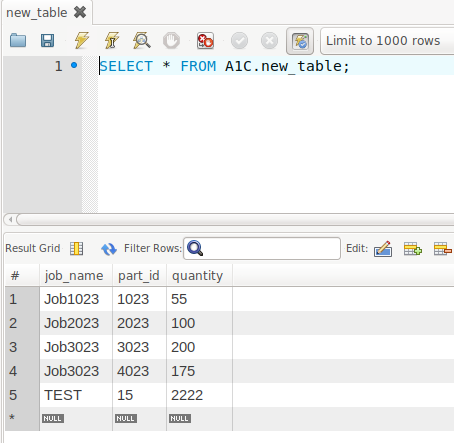 new_table
Limit to 1000 rows
1 SELECT * FROM A1C.new_table;
Result Grid Filter Rows: Edit:
# job_name part_id quantity
1 Job1023 1023 55
2 Job2023 2023 100
3 Job3023 3023 200
4 Job3023 4023 175
5 TEST 15 2222
* NULL NULL NULL